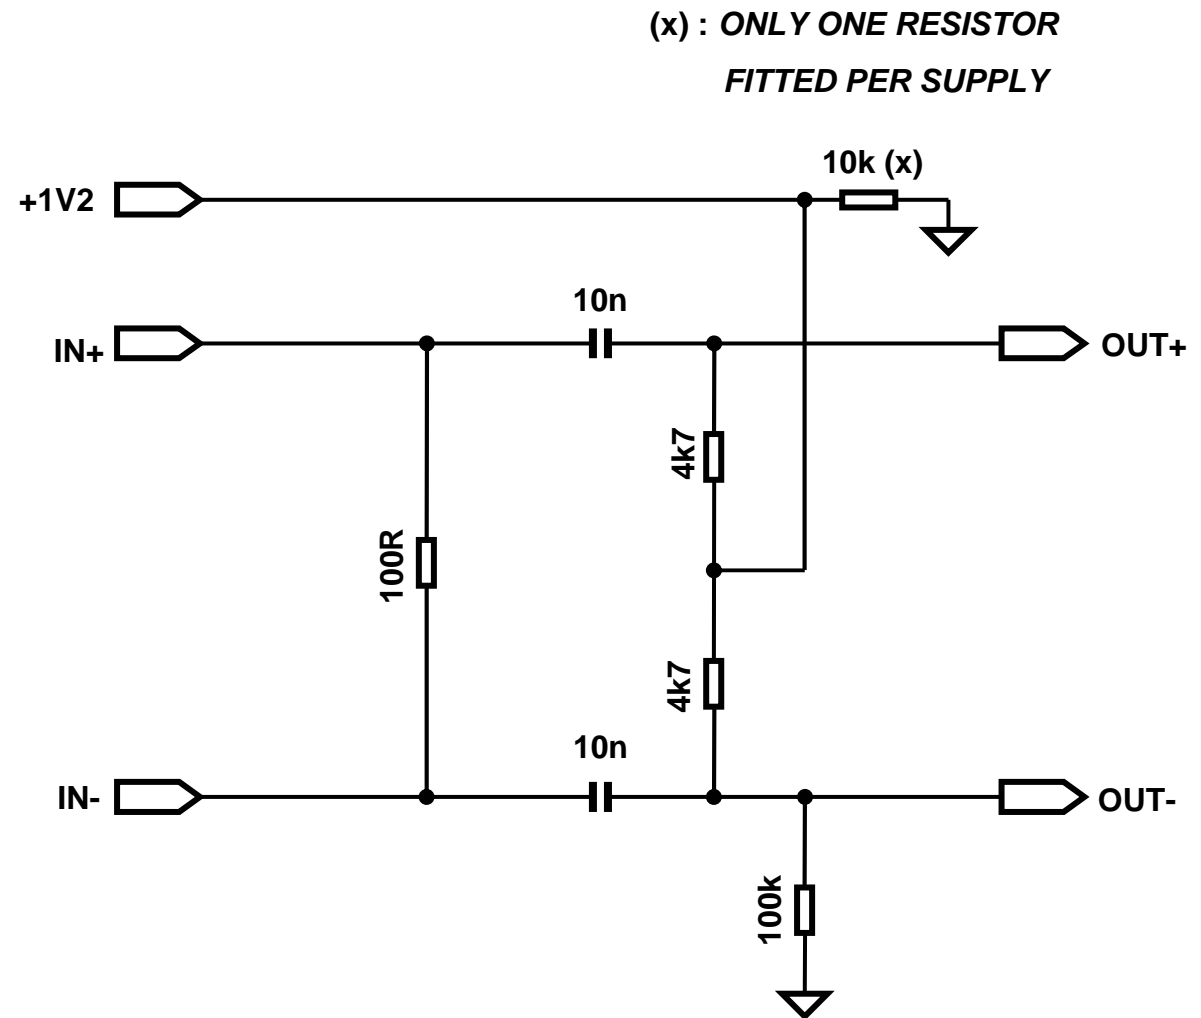 (x) : ONLY ONE RESISTOR
FITTED PER SUPPLY
10k (x)
+1V2
10n
IN+
OUT+
4k7
100R
4k7
10n
IN-
OUT-
100k